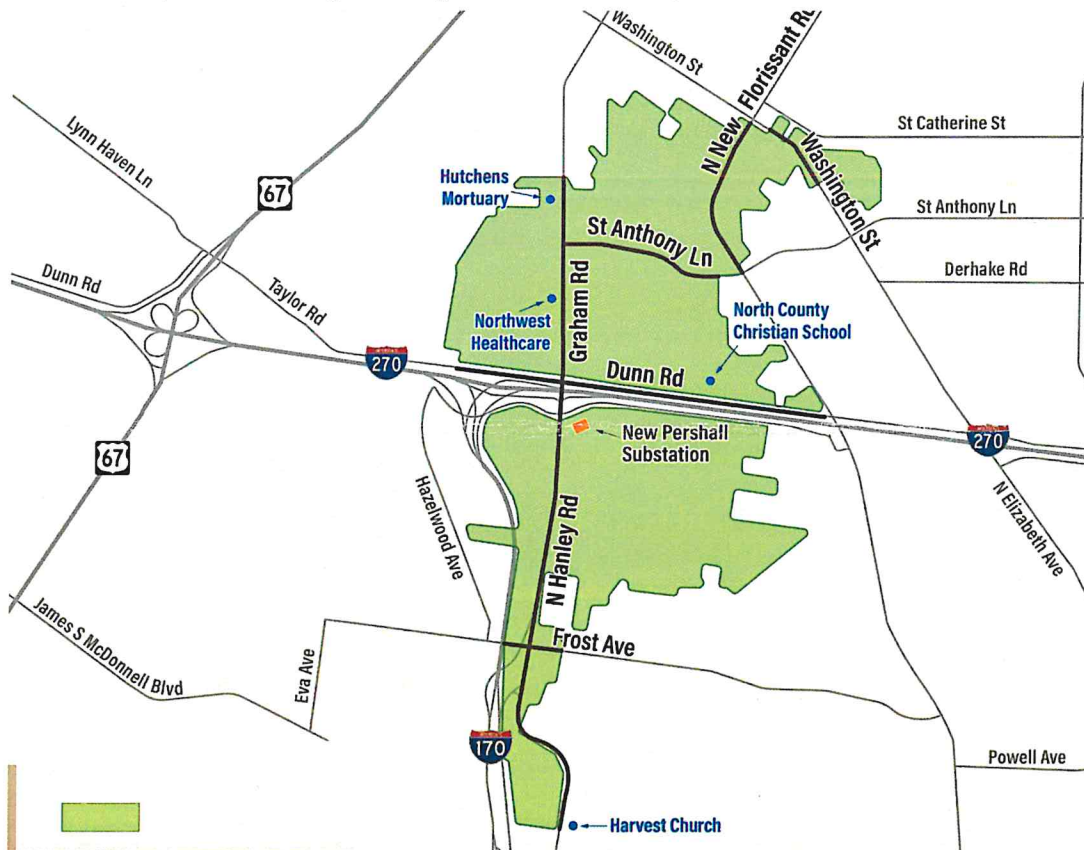 Washington St
N New Florissant Rd
Lynn Haven Ln
St Catherine St
Washington St
67
Hutchens
Mortuary
St Anthony Ln
St Anthony Ln
Dunn Rd
Derhake Rd
Taylor Rd
Graham Rd
Northwest
Healthcare
North County
Christian School
270
Dunn Rd
New Pershall
Substation
270
67
Hazelwood Ave
N Hanley Rd
N Elizabeth Ave
James S McDonnell Blvd
Eva Ave
Frost Ave
170
Powell Ave
Harvest Church